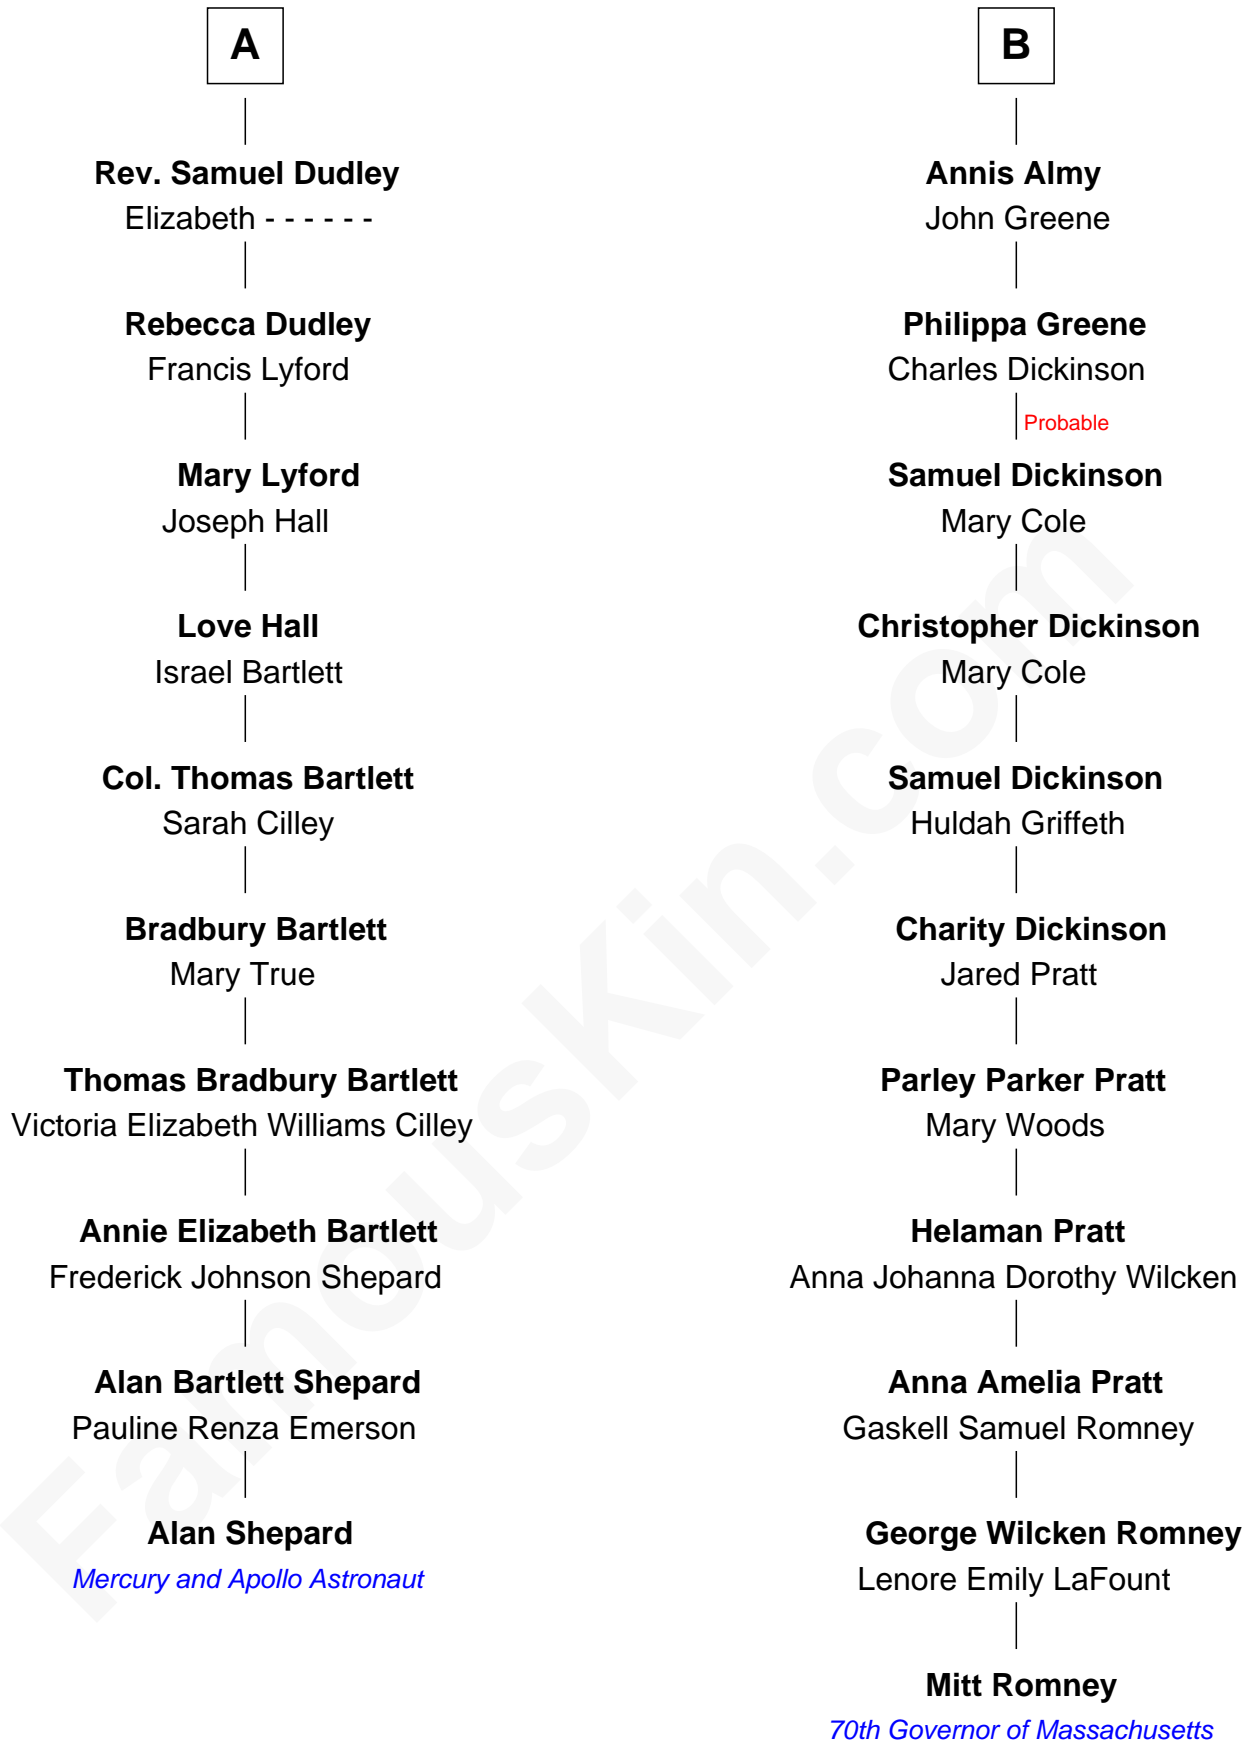 A
Rev. Samuel Dudley
Elizabeth - - - - - -
Rebecca Dudley
Francis Lyford
Mary Lyford
Joseph Hall
Love Hall
Israel Bartlett
Col. Thomas Bartlett
Sarah Cilley
Bradbury Bartlett
Mary True
Thomas Bradbury Bartlett
Victoria Elizabeth Williams Cilley
Annie Elizabeth Bartlett
Frederick Johnson Shepard
Alan Bartlett Shepard
Pauline Renza Emerson
Alan Shepard
Mercury and Apollo Astronaut
B
Annis Almy
John Greene
Philippa Greene
Charles Dickinson
Probable
Samuel Dickinson
Mary Cole
Christopher Dickinson
Mary Cole
Samuel Dickinson
Huldah Griffeth
Charity Dickinson
Jared Pratt
Parley Parker Pratt
Mary Woods
Helaman Pratt
Anna Johanna Dorothy Wilcken
Anna Amelia Pratt
Gaskell Samuel Romney
George Wilcken Romney
Lenore Emily LaFount
Mitt Romney
70th Governor of Massachusetts
FamousKin.com